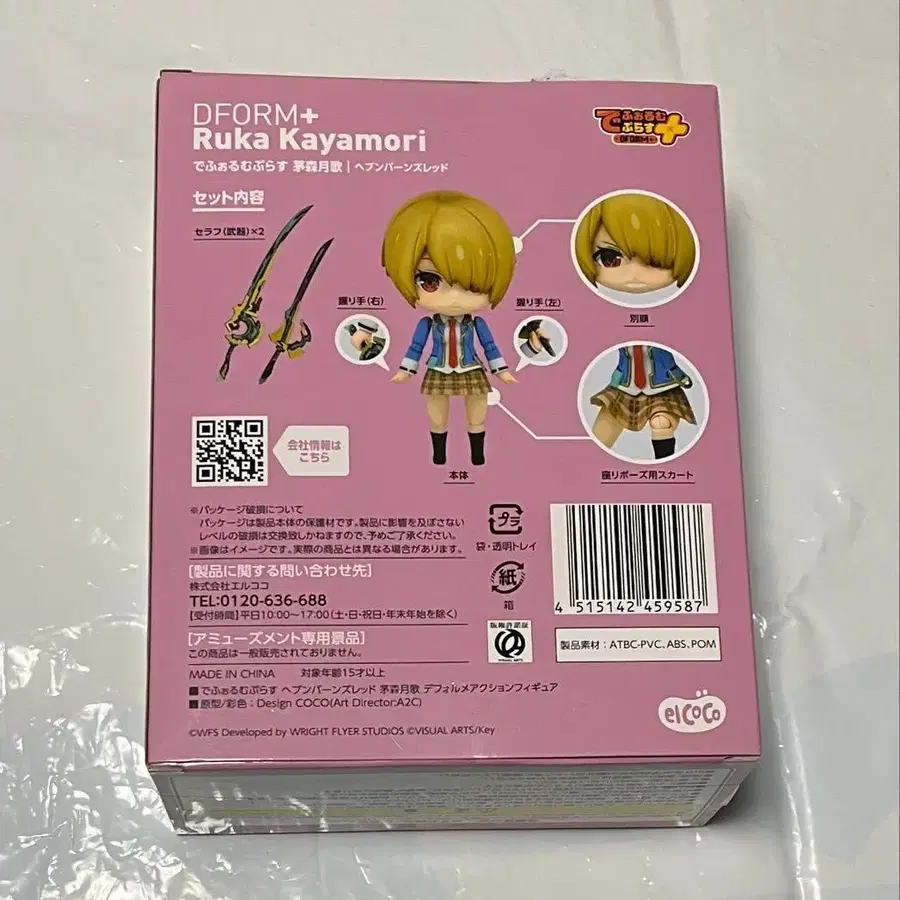 DFORM+
Ruka Kayamori
でふぉるむぷらす 茅森月歌 | ヘブンバーンズレッド
でふぉるむ
ぷらす+
DFORM+
セット内容
セラフ(武器)×2
握り手(右)
握り手(左)
別顔
本体
座りポーズ用スカート
会社情報は
こちら
※パッケージ破損について
パッケージは製品本体の保護材です。製品に影響を及ぼさない
レベルの破損は交換致しかねますので、予めご了承ください。
※画像はイメージです。実際の商品とは異なる場合があります。
プラ
袋・透明トレイ
紙
箱
[製品に関する問い合わせ先]
株式会社エルココ
TEL:0120-636-688
【受付時間】平日10:00~17:00(土・日・祝日・年末年始を除く)
[アミューズメント専用景品]
この商品は一般販売されておりません。
版権許諾証
VISUAL ARTS
4 515142 459587
製品素材:ATBC-PVC、ABS、POM
MADE IN CHINA 対象年齢15才以上
■でふぉるむぷらす ヘブンバーンズレッド 茅森月歌 デフォルメアクションフィギュア
■原型/彩色:Design COCO(Art Director:A2C)
elCoCo
©WFS Developed by WRIGHT FLYER STUDIOS ©VISUAL ARTS/Key